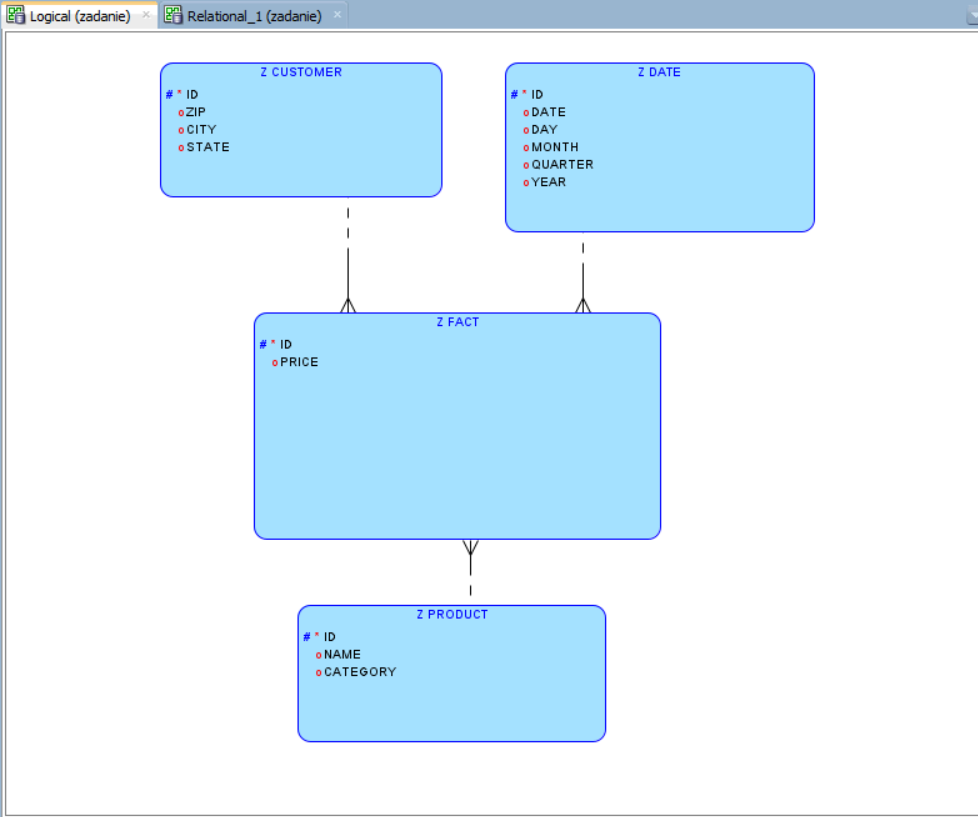 Logical (zadanie) × Relational_1 (zadanie) ×
Z CUSTOMER
# * ID
o ZIP
o CITY
o STATE
Z DATE
# * ID
o DATE
o DAY
o MONTH
o QUARTER
o YEAR
Z FACT
# * ID
o PRICE
Z PRODUCT
# * ID
o NAME
o CATEGORY